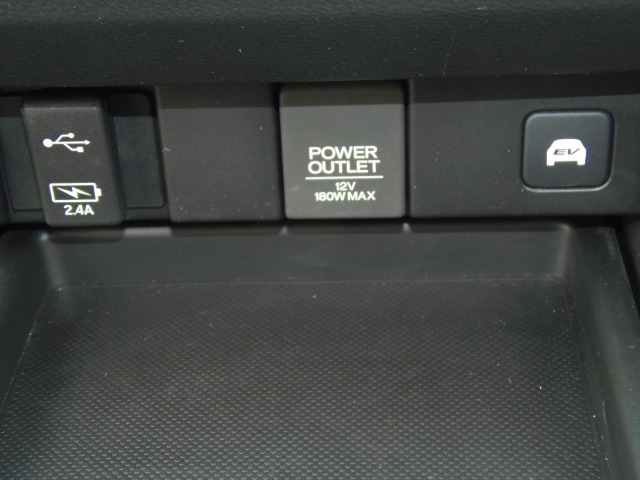 2.4A
POWER
OUTLET
12V
180W MAX
EV